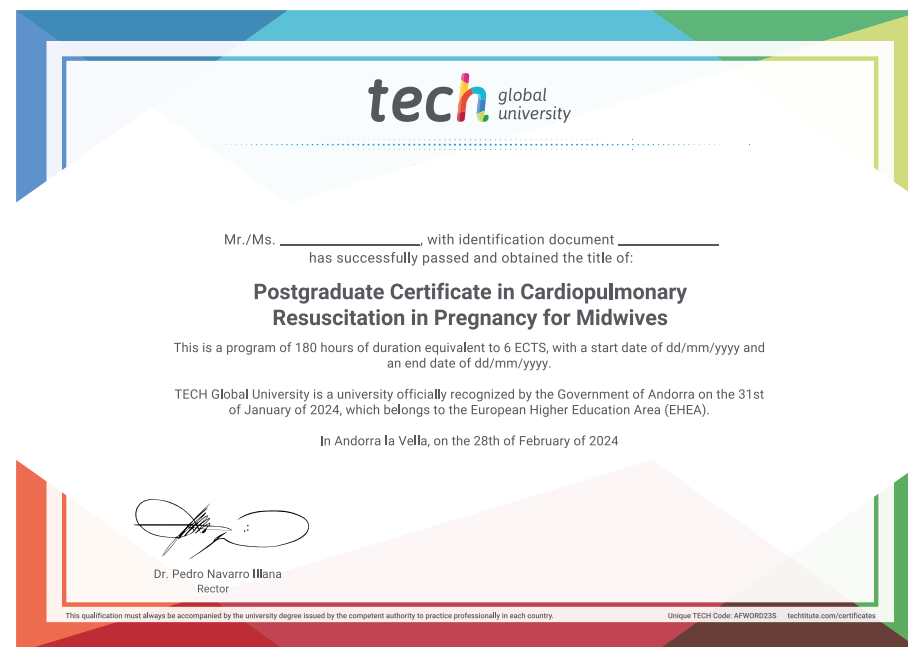 tech global university
Mr./Ms. ____________, with identification document ____________
has successfully passed and obtained the title of:
Postgraduate Certificate in Cardiopulmonary
Resuscitation in Pregnancy for Midwives
This is a program of 180 hours of duration equivalent to 6 ECTS, with a start date of dd/mm/yyyy and
an end date of dd/mm/yyyy.
TECH Global University is a university officially recognized by the Government of Andorra on the 31st
of January of 2024, which belongs to the European Higher Education Area (EHEA).
In Andorra la Vella, on the 28th of February of 2024
Dr. Pedro Navarro Illana
Rector
This qualification must always be accompanied by the university degree issued by the competent authority to practice professionally in each country.
Unique TECH Code: AFWORD23S techtitute.com/certificates